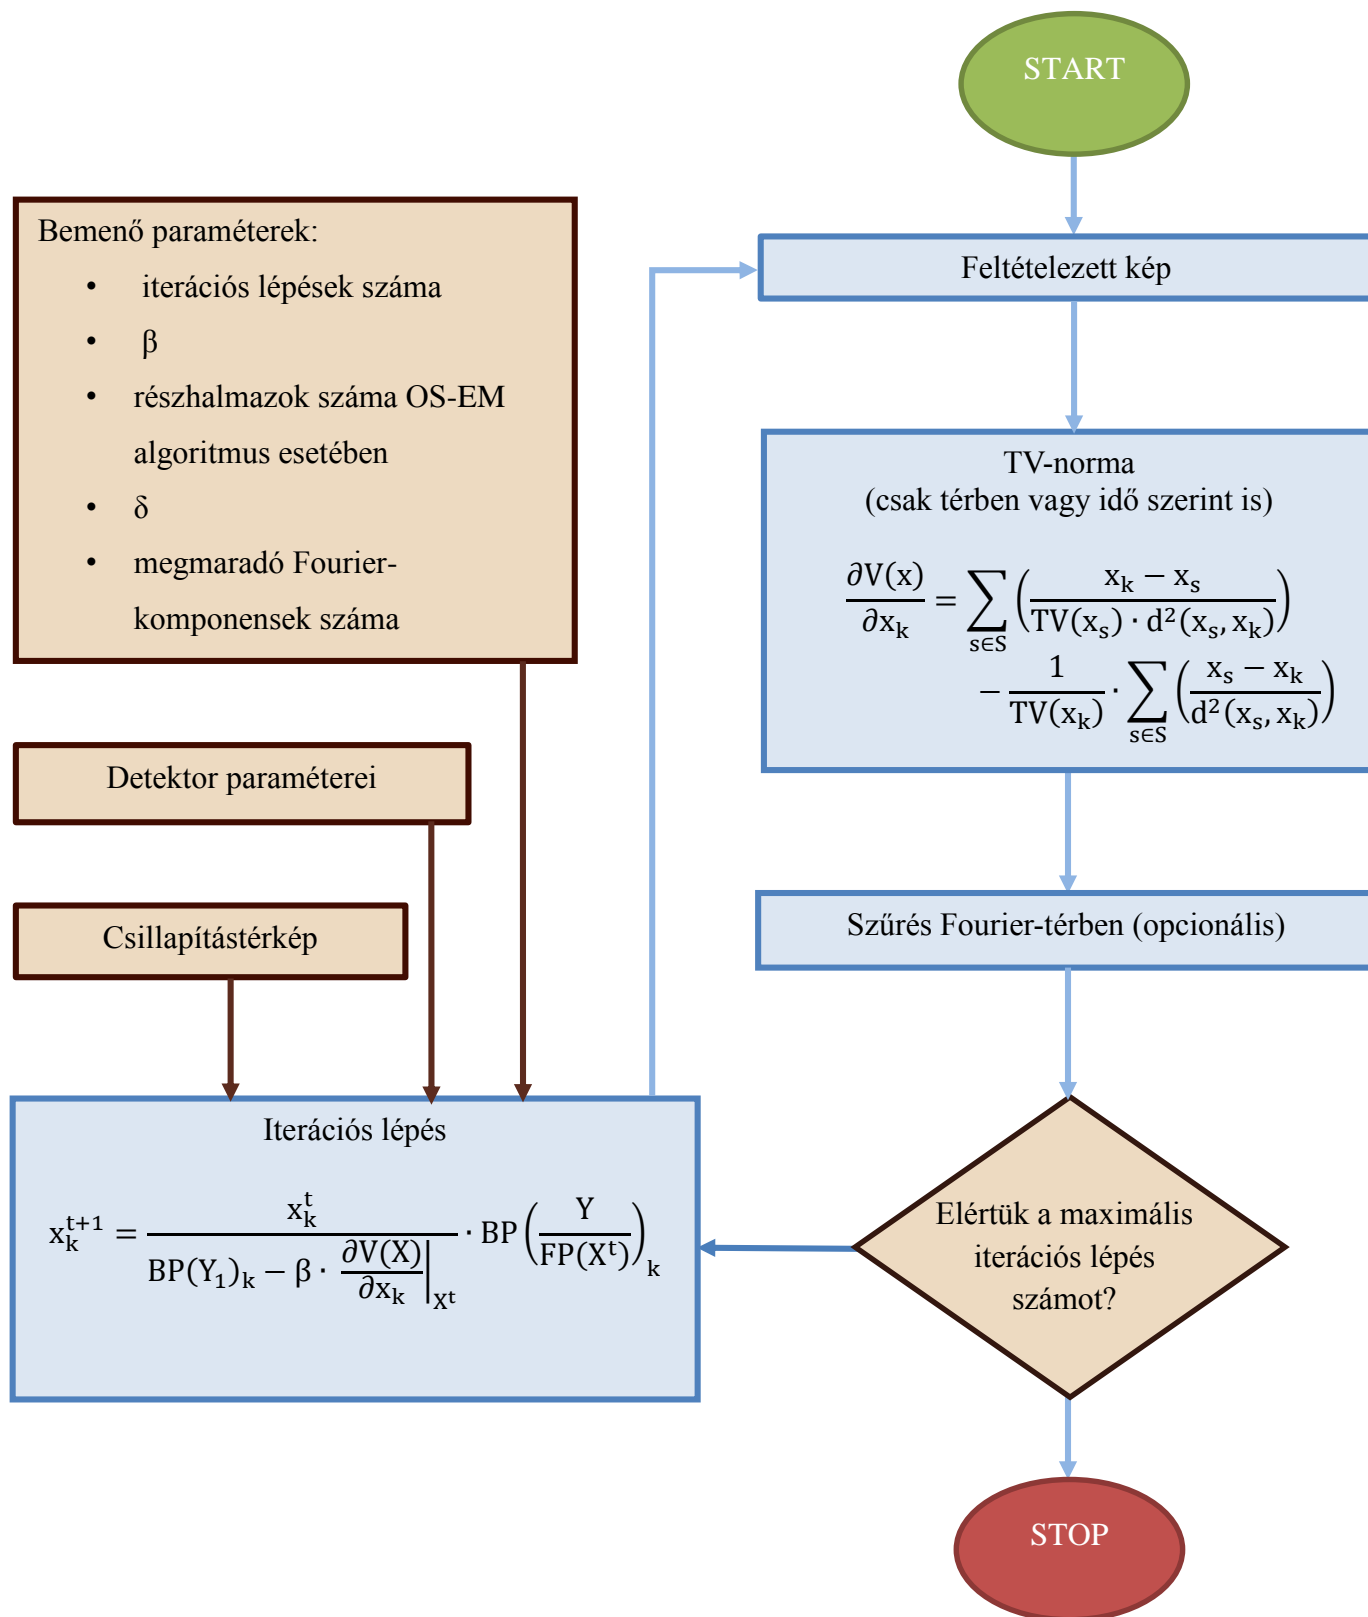 START
Bemenő paraméterek:
• iterációs lépések száma
• β
• részhalmazok száma OS-EM
algoritmus esetében
• δ
• megmaradó Fourier-
komponensek száma
Feltételezett kép
TV-norma
(csak térben vagy idő szerint is)
∂V(x)/∂x_k = ∑_{s∈S} ( (x_k − x_s) / (TV(x_s) · d²(x_s, x_k)) )
− 1/TV(x_k) · ∑_{s∈S} ( (x_s − x_k) / d²(x_s, x_k) )
Detektor paraméterei
Csillapítástérkép
Szűrés Fourier-térben (opcionális)
Iterációs lépés
x_k^{t+1} = x_k^t / (BP(Y_1)_k − β · ∂V(X)/∂x_k |_{X^t}) · BP( Y / FP(X^t) )_k
Elértük a maximális
iterációs lépés
számot?
STOP